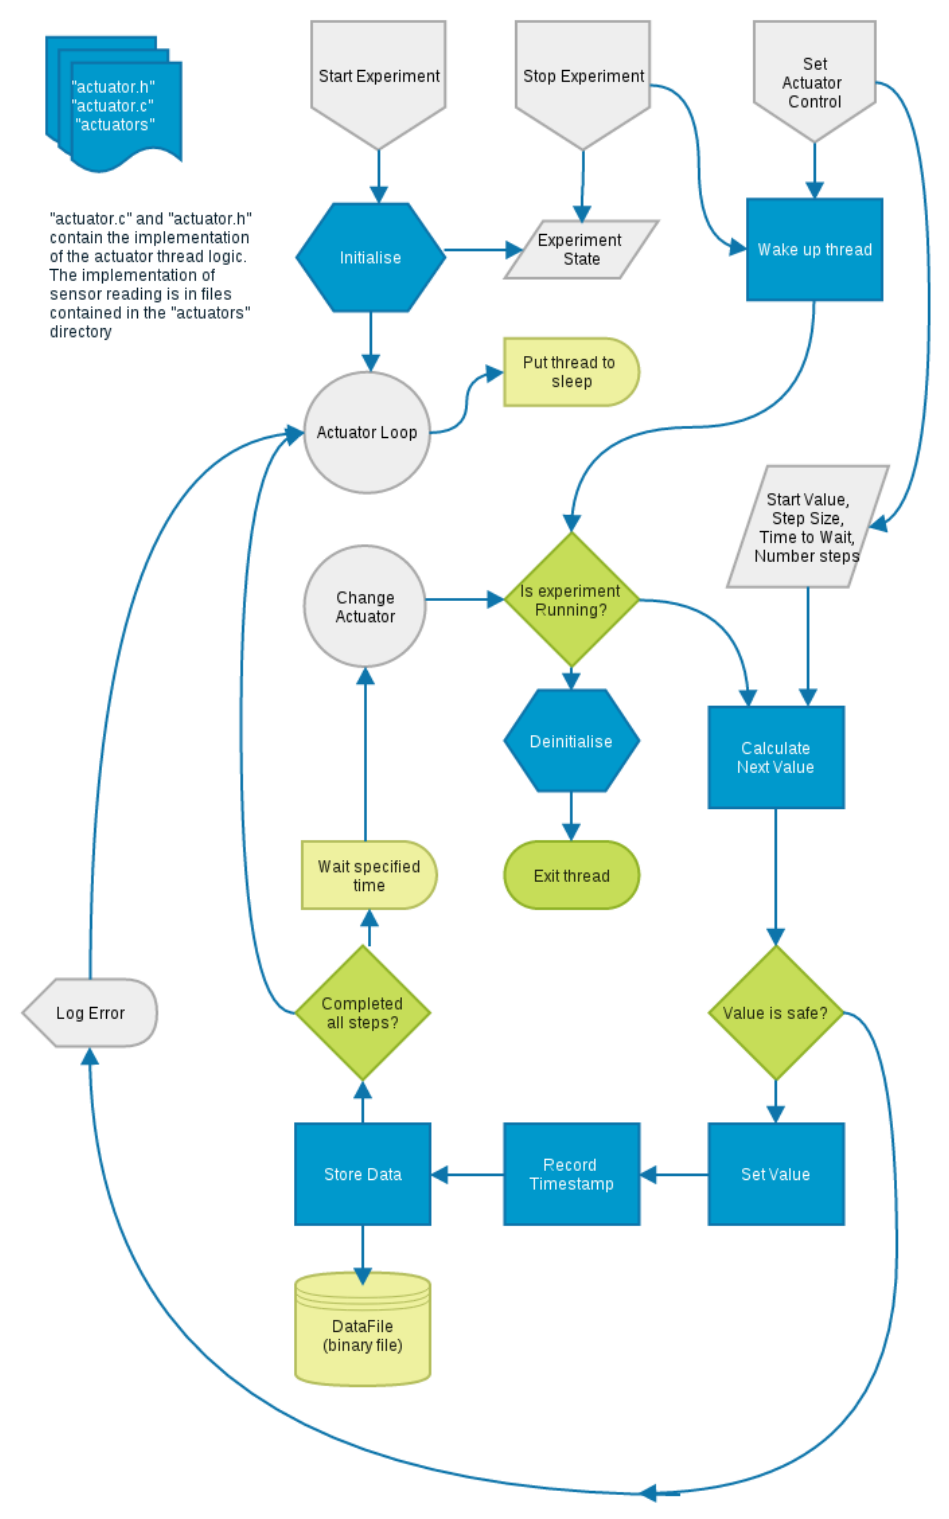 Start Experiment
Stop Experiment
Set
Actuator
Control
"actuator.h"
"actuator.c"
"actuators"
"actuator.c" and "actuator.h"
contain the implementation
of the actuator thread logic.
The implementation of
sensor reading is in files
contained in the "actuators"
directory
Initialise
Experiment
State
Wake up thread
Put thread to
sleep
Actuator Loop
Start Value,
Step Size,
Time to Wait,
Number steps
Change
Actuator
Is experiment
Running?
Deinitialise
Calculate
Next Value
Wait specified
time
Exit thread
Log Error
Completed
all steps?
Value is safe?
Store Data
Record
Timestamp
Set Value
DataFile
(binary file)